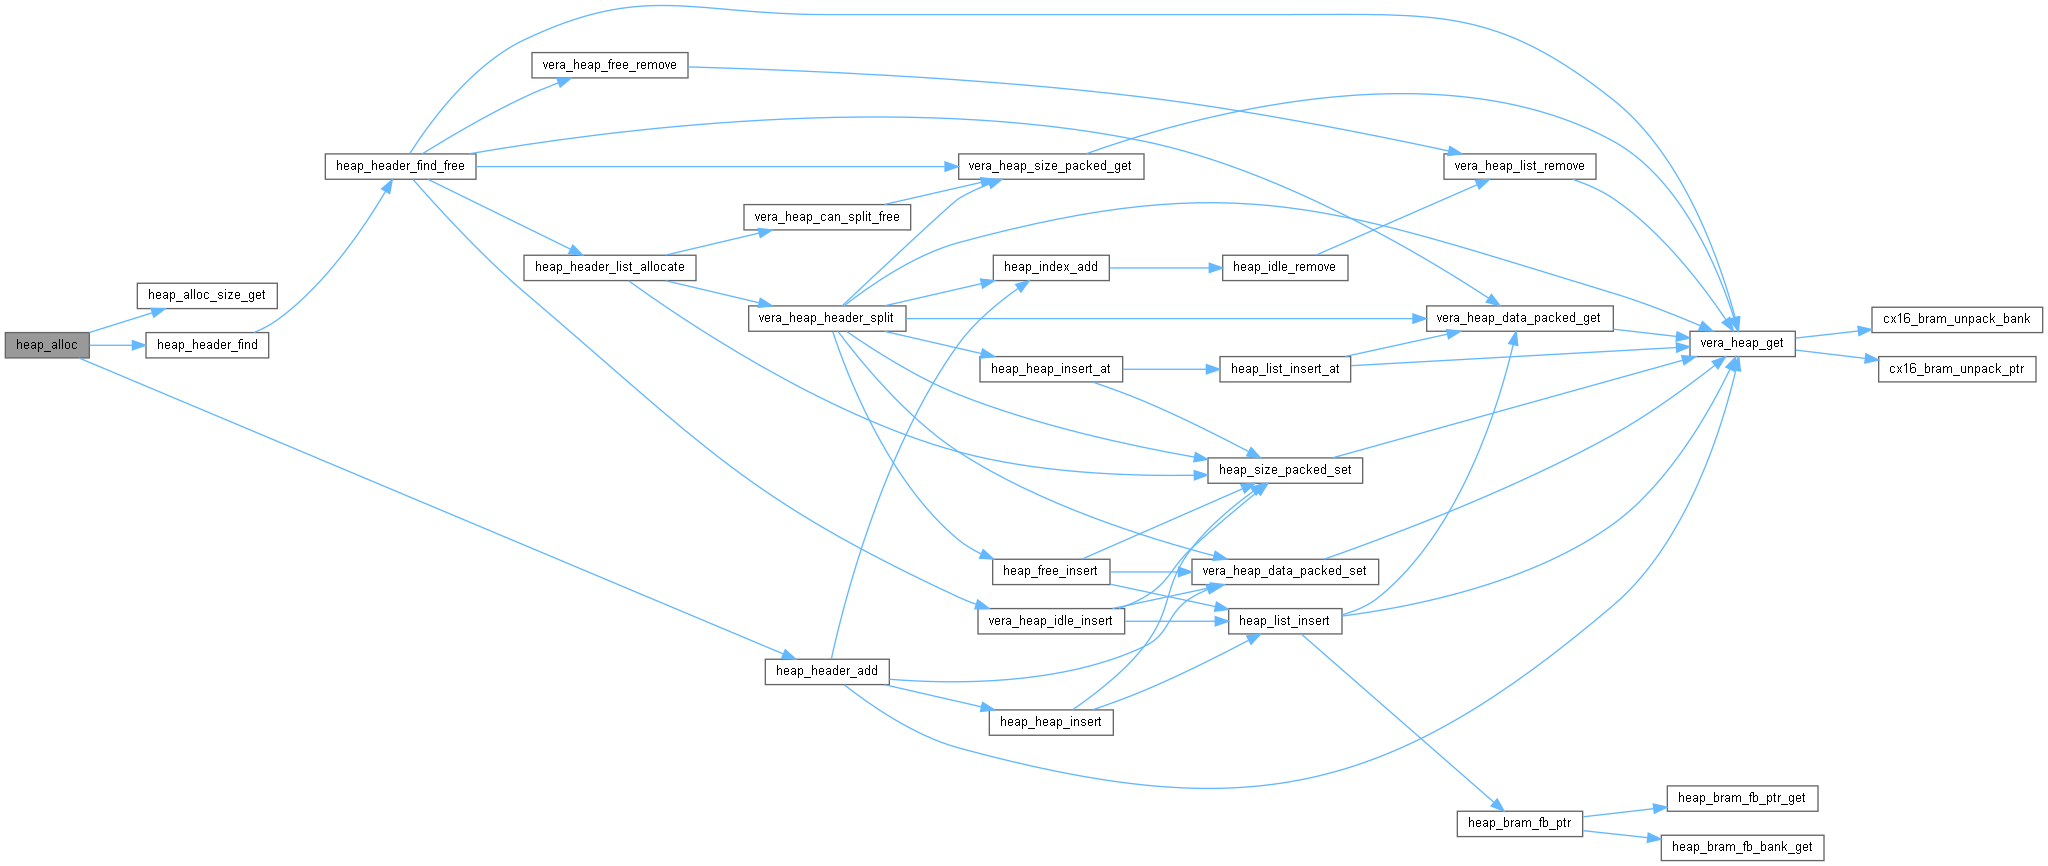 vera_heap_free_remove
heap_header_find_free
vera_heap_size_packed_get
vera_heap_list_remove
vera_heap_can_split_free
heap_header_list_allocate
heap_index_add
heap_idle_remove
heap_alloc_size_get
vera_heap_header_split
vera_heap_data_packed_get
cx16_bram_unpack_bank
heap_alloc
heap_header_find
vera_heap_get
heap_heap_insert_at
heap_list_insert_at
cx16_bram_unpack_ptr
heap_size_packed_set
heap_free_insert
vera_heap_data_packed_set
vera_heap_idle_insert
heap_list_insert
heap_header_add
heap_heap_insert
heap_bram_fb_ptr_get
heap_bram_fb_ptr
heap_bram_fb_bank_get